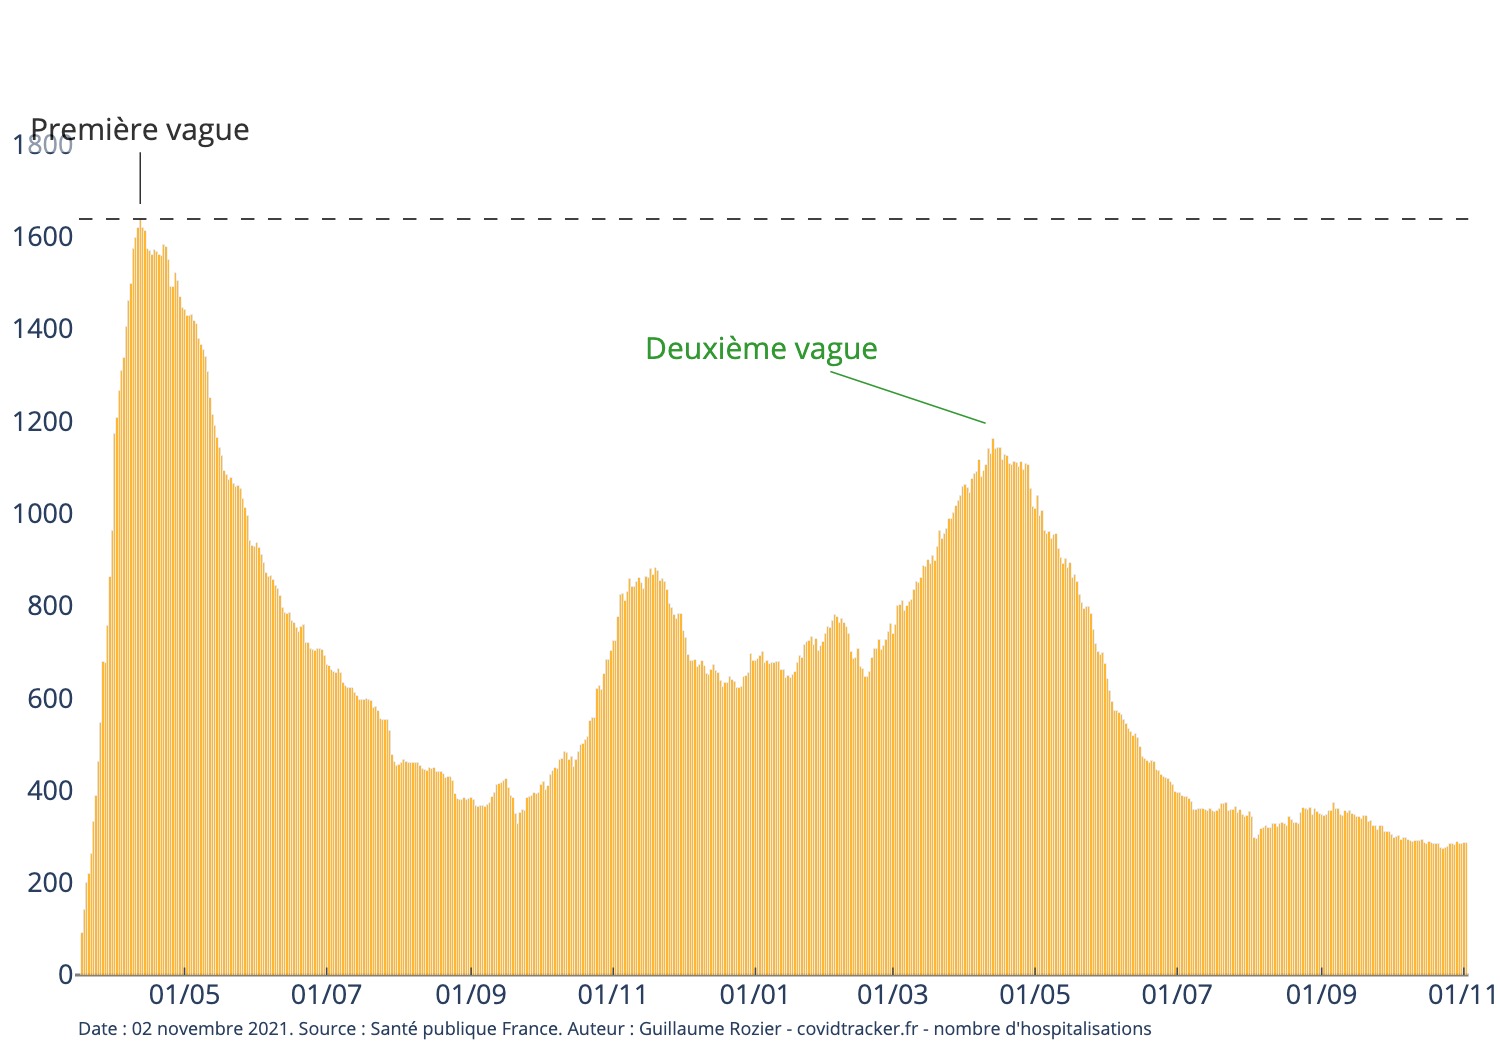 Première vague
1800
1600
1400
Deuxième vague
1200
1000
800
600
400
200
0
01/05 01/07 01/09 01/11 01/01 01/03 01/05 01/07 01/09 01/11
Date : 02 novembre 2021. Source : Santé publique France. Auteur : Guillaume Rozier - covidtracker.fr - nombre d'hospitalisations